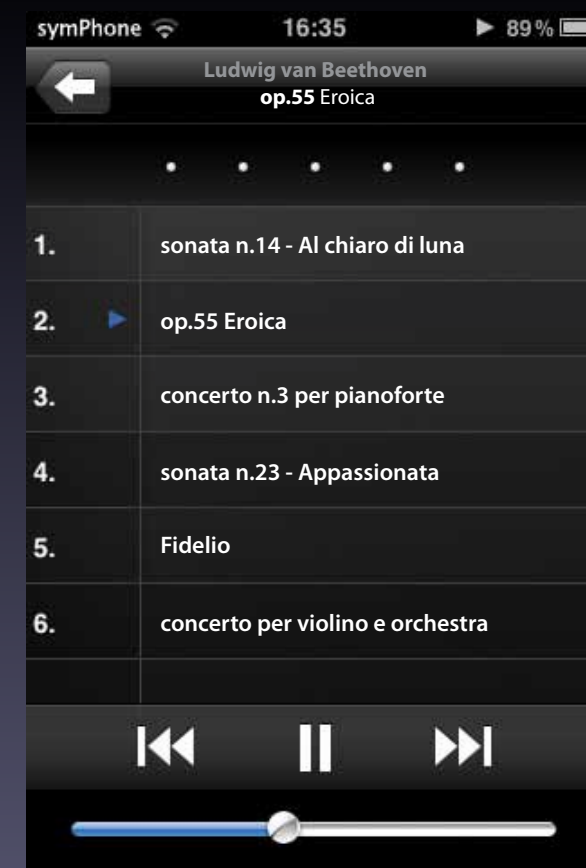 symPhone 16:35 89%
Ludwig van Beethoven
op.55 Eroica
1. sonata n.14 - Al chiaro di luna
2. op.55 Eroica
3. concerto n.3 per pianoforte
4. sonata n.23 - Appassionata
5. Fidelio
6. concerto per violino e orchestra